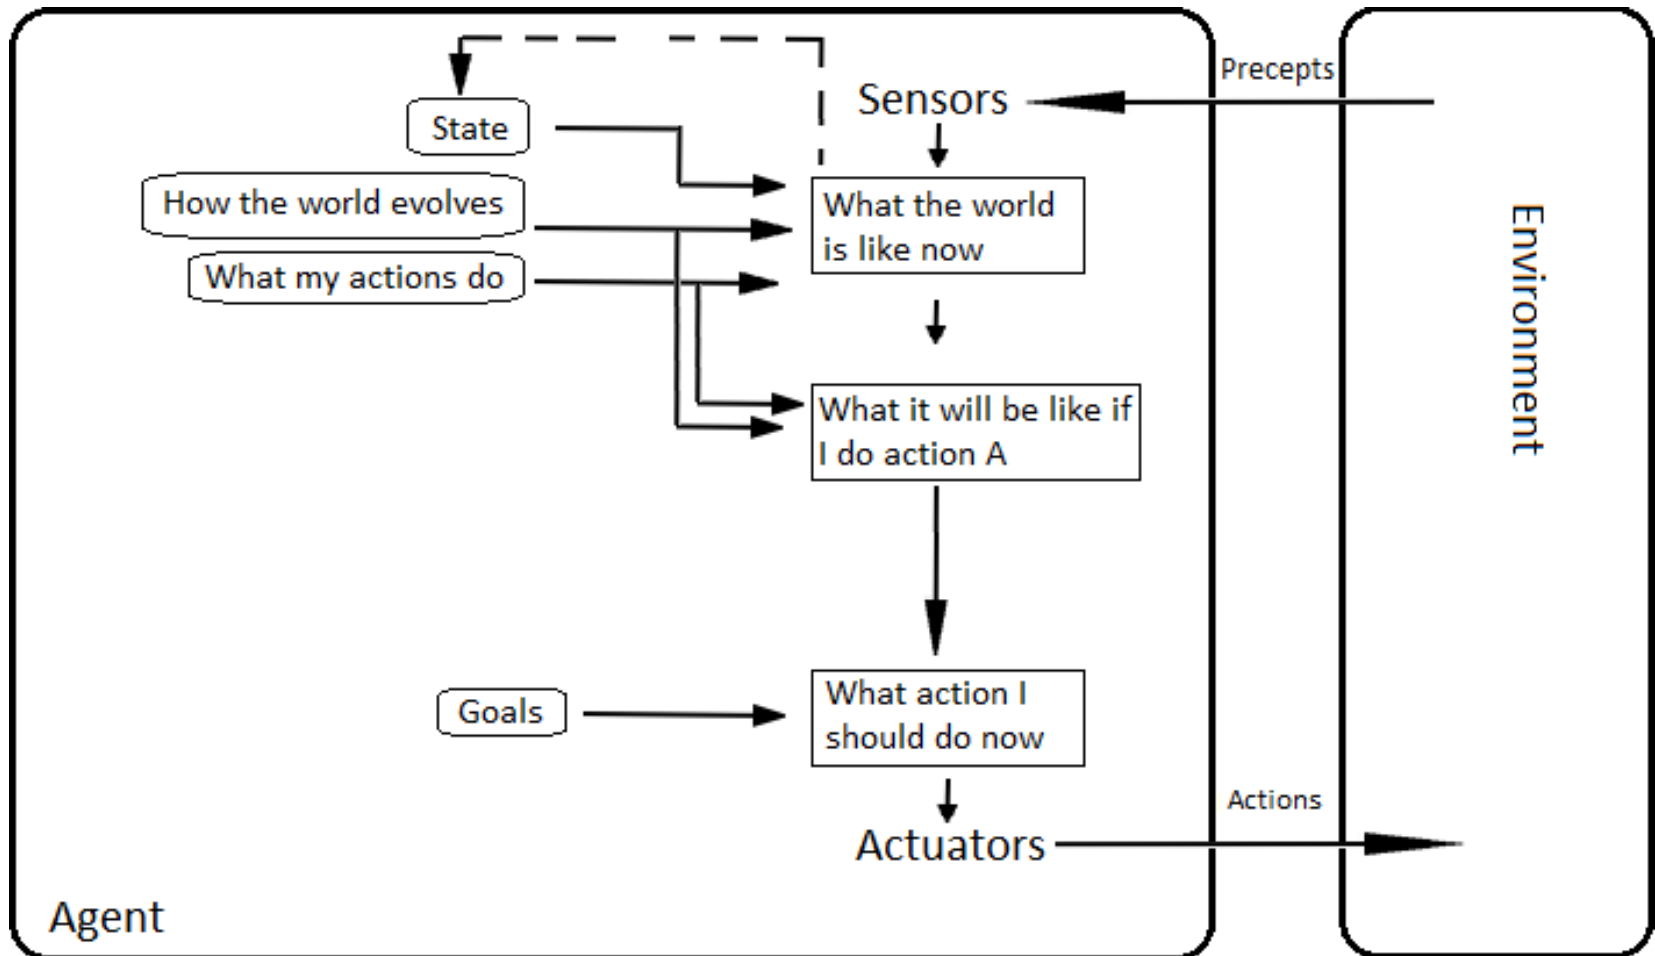 Precepts
Sensors
State
How the world evolves
What the world
is like now
What my actions do
Environment
What it will be like if
I do action A
What action I
should do now
Goals
Actions
Actuators
Agent